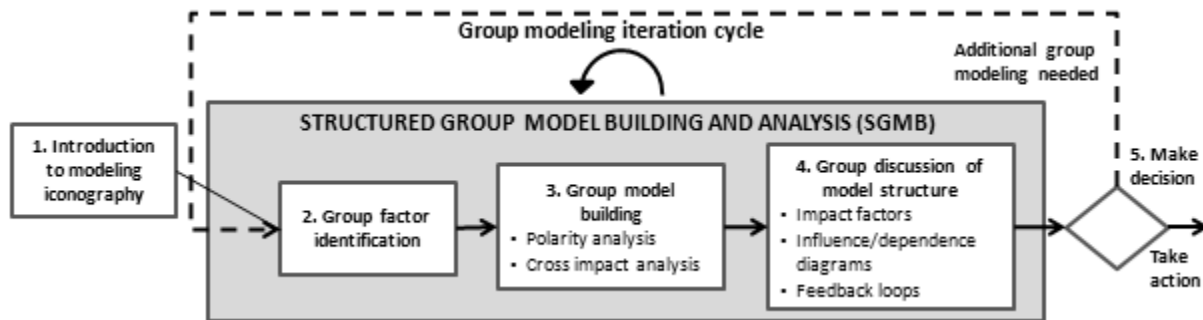 Group modeling iteration cycle
Additional group
modeling needed
STRUCTURED GROUP MODEL BUILDING AND ANALYSIS (SGMB)
1. Introduction
to modeling
iconography
2. Group factor
identification
3. Group model
building
▪ Polarity analysis
▪ Cross impact analysis
4. Group discussion of
model structure
▪ Impact factors
▪ Influence/dependence
diagrams
▪ Feedback loops
5. Make
decision
Take
action